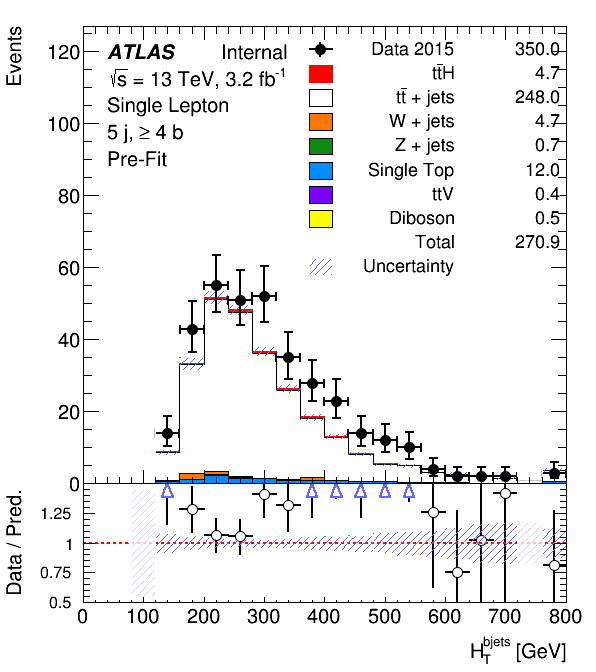 Events
120
100
80
60
40
20
0
ATLAS Internal
√s = 13 TeV, 3.2 fb⁻¹
Single Lepton
5 j, ≥ 4 b
Pre-Fit
Data 2015 350.0
tt̄H 4.7
tt̄ + jets 248.0
W + jets 4.7
Z + jets 0.7
Single Top 12.0
ttV 0.4
Diboson 0.5
Total 270.9
Uncertainty
Data / Pred.
1.25
1
0.75
0.5
0 100 200 300 400 500 600 700 800
H_T^bjets [GeV]